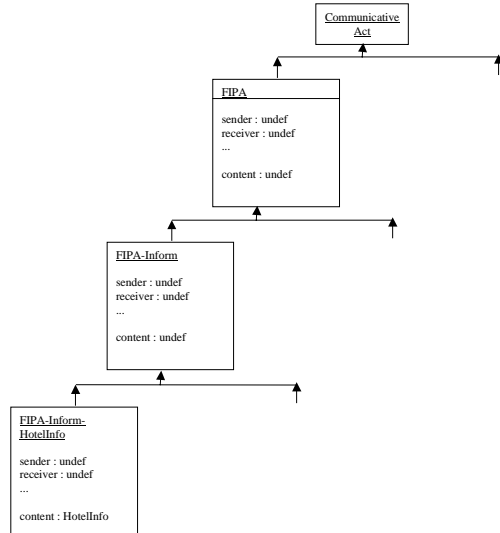 Communicative
Act
FIPA
sender : undef
receiver : undef
...
content : undef
FIPA-Inform
sender : undef
receiver : undef
...
content : undef
FIPA-Inform-
HotelInfo
sender : undef
receiver : undef
...
content : HotelInfo